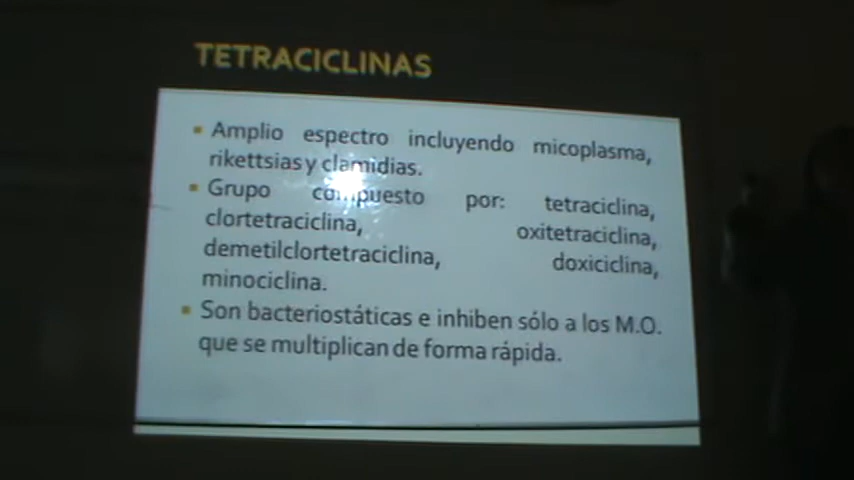 TETRACICLINAS
Amplio espectro incluyendo micoplasma,
rikettsias y clamidias.
Grupo compuesto por: tetraciclina,
clortetraciclina, oxitetraciclina,
demetilclortetraciclina, doxiciclina,
minociclina.
Son bacteriostáticas e inhiben sólo a los M.O.
que se multiplican de forma rápida.